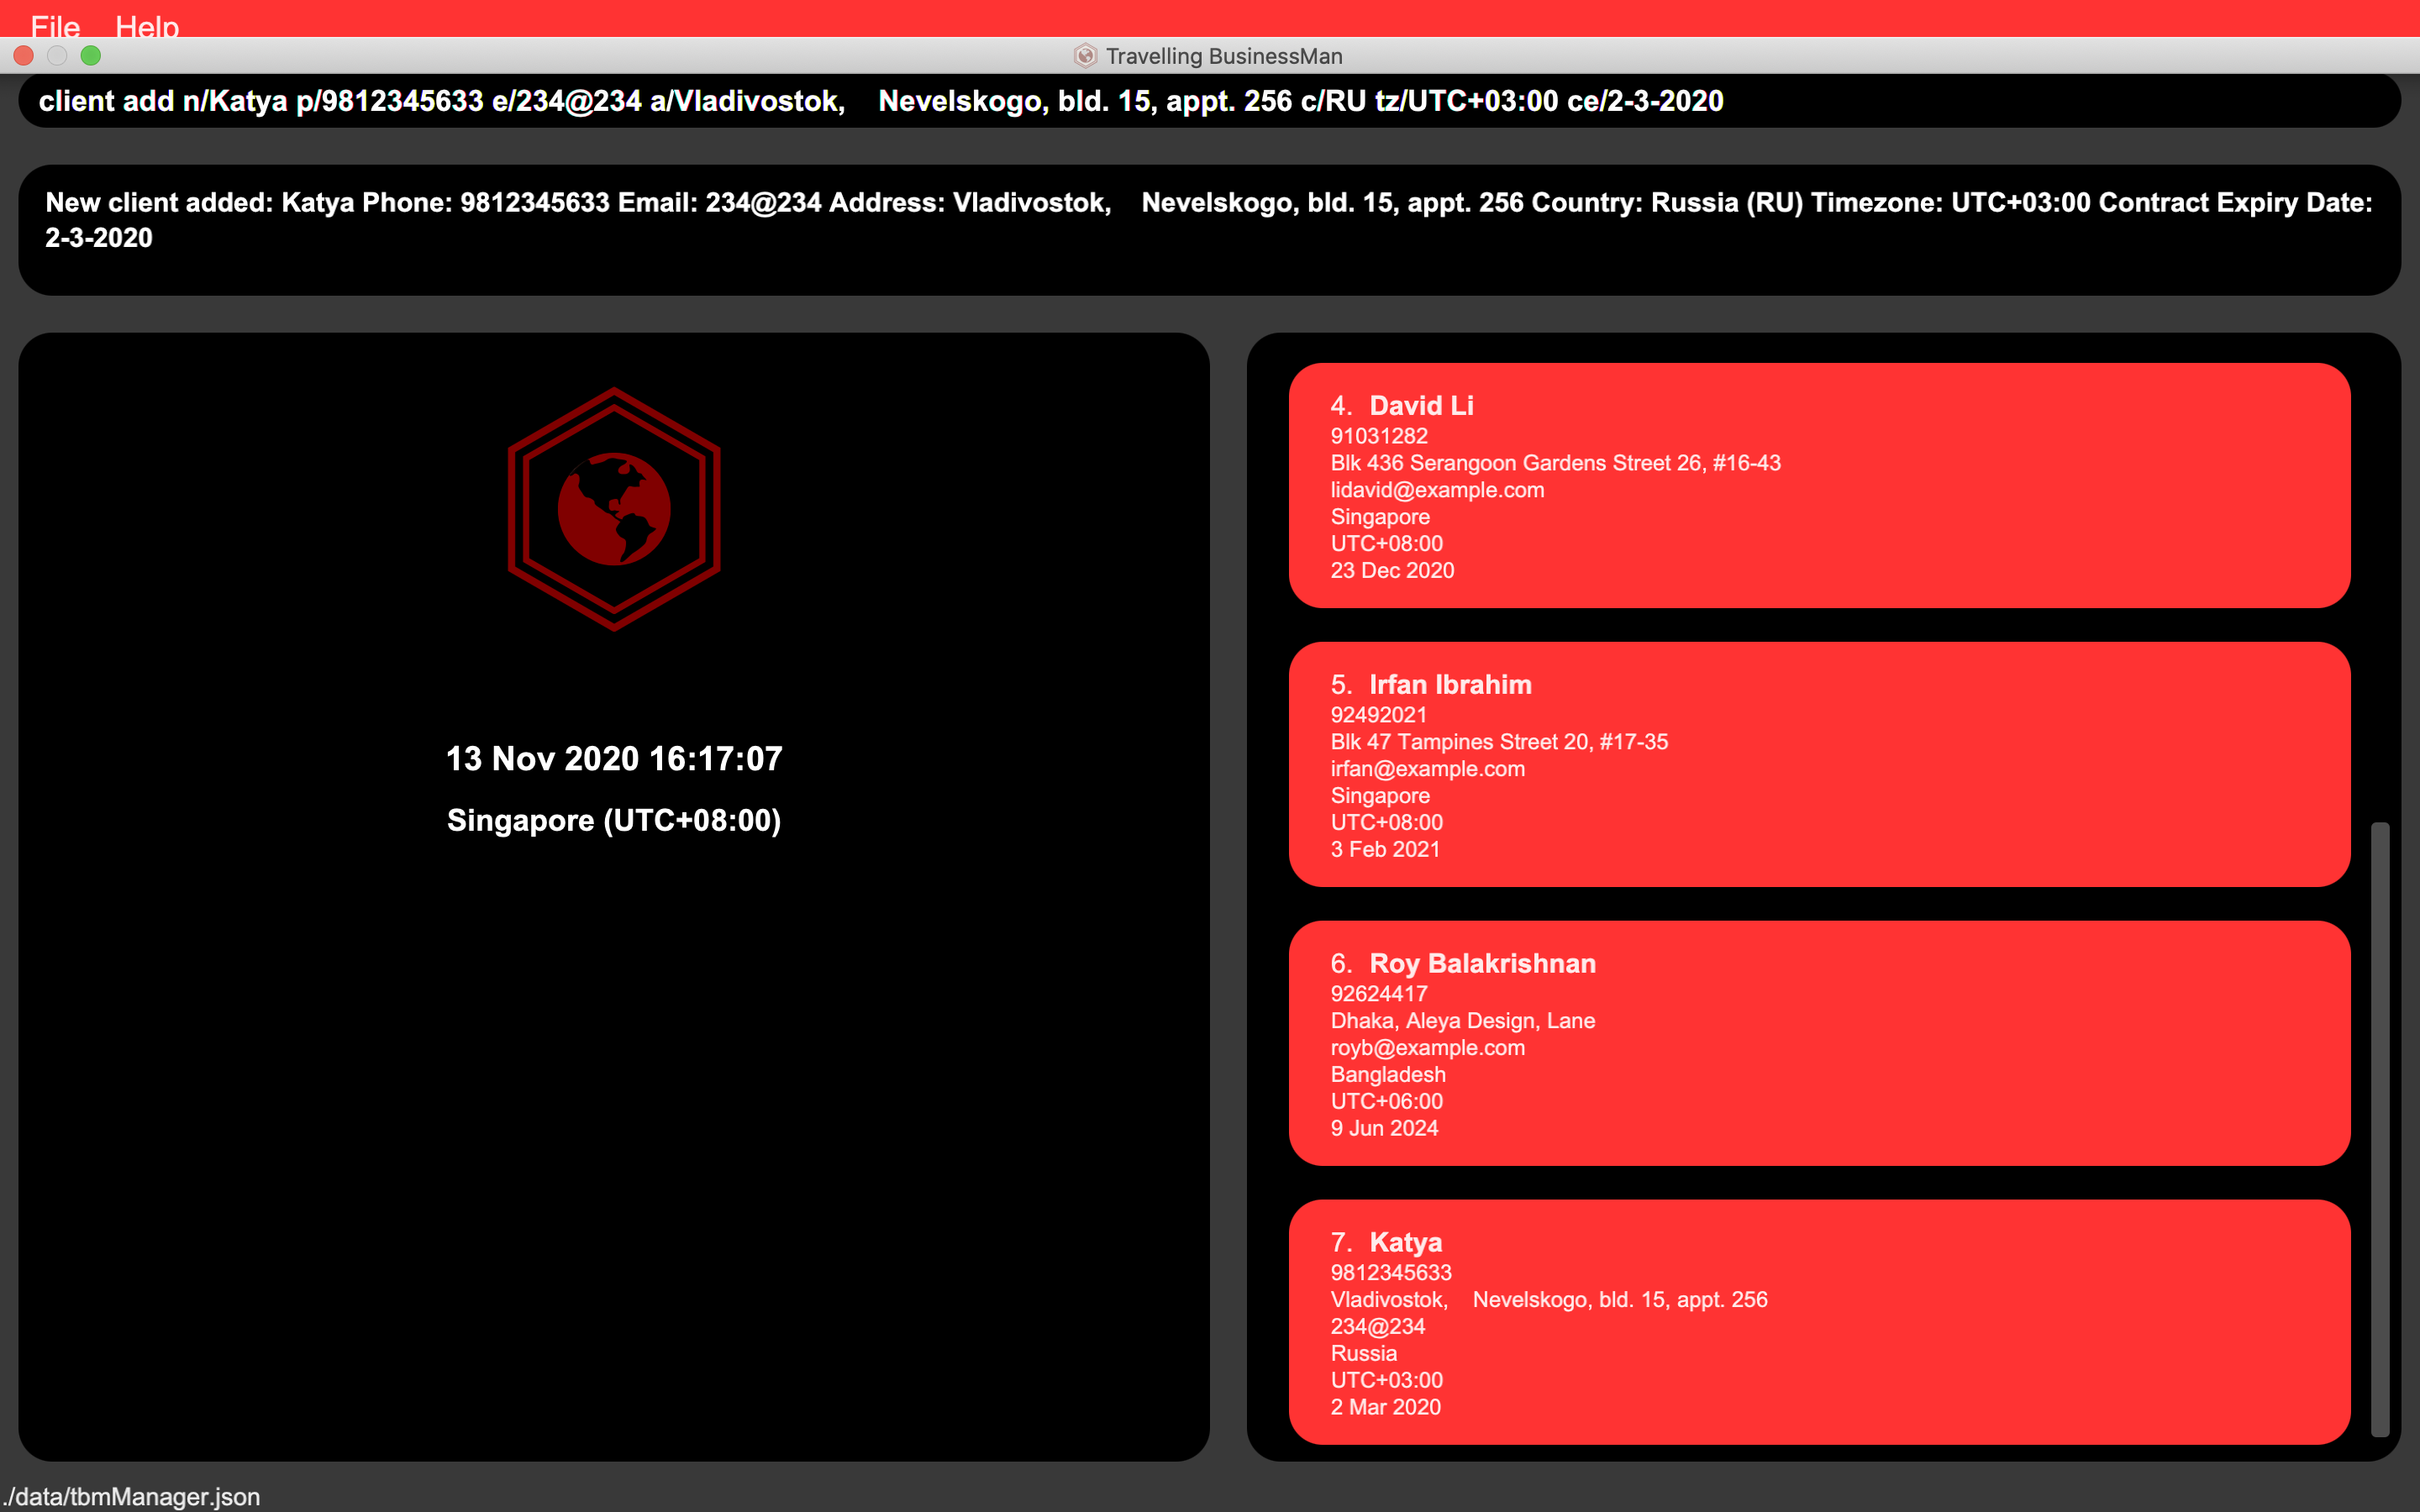 File Help
Travelling BusinessMan
client add n/Katya p/9812345633 e/234@234 a/Vladivostok,    Nevelskogo, bld. 15, appt. 256 c/RU tz/UTC+03:00 ce/2-3-2020
New client added: Katya Phone: 9812345633 Email: 234@234 Address: Vladivostok,    Nevelskogo, bld. 15, appt. 256 Country: Russia (RU) Timezone: UTC+03:00 Contract Expiry Date:
2-3-2020
13 Nov 2020 16:17:07
Singapore (UTC+08:00)
4. David Li
91031282
Blk 436 Serangoon Gardens Street 26, #16-43
lidavid@example.com
Singapore
UTC+08:00
23 Dec 2020
5. Irfan Ibrahim
92492021
Blk 47 Tampines Street 20, #17-35
irfan@example.com
Singapore
UTC+08:00
3 Feb 2021
6. Roy Balakrishnan
92624417
Dhaka, Aleya Design, Lane
royb@example.com
Bangladesh
UTC+06:00
9 Jun 2024
7. Katya
9812345633
Vladivostok,    Nevelskogo, bld. 15, appt. 256
234@234
Russia
UTC+03:00
2 Mar 2020
./data/tbmManager.json